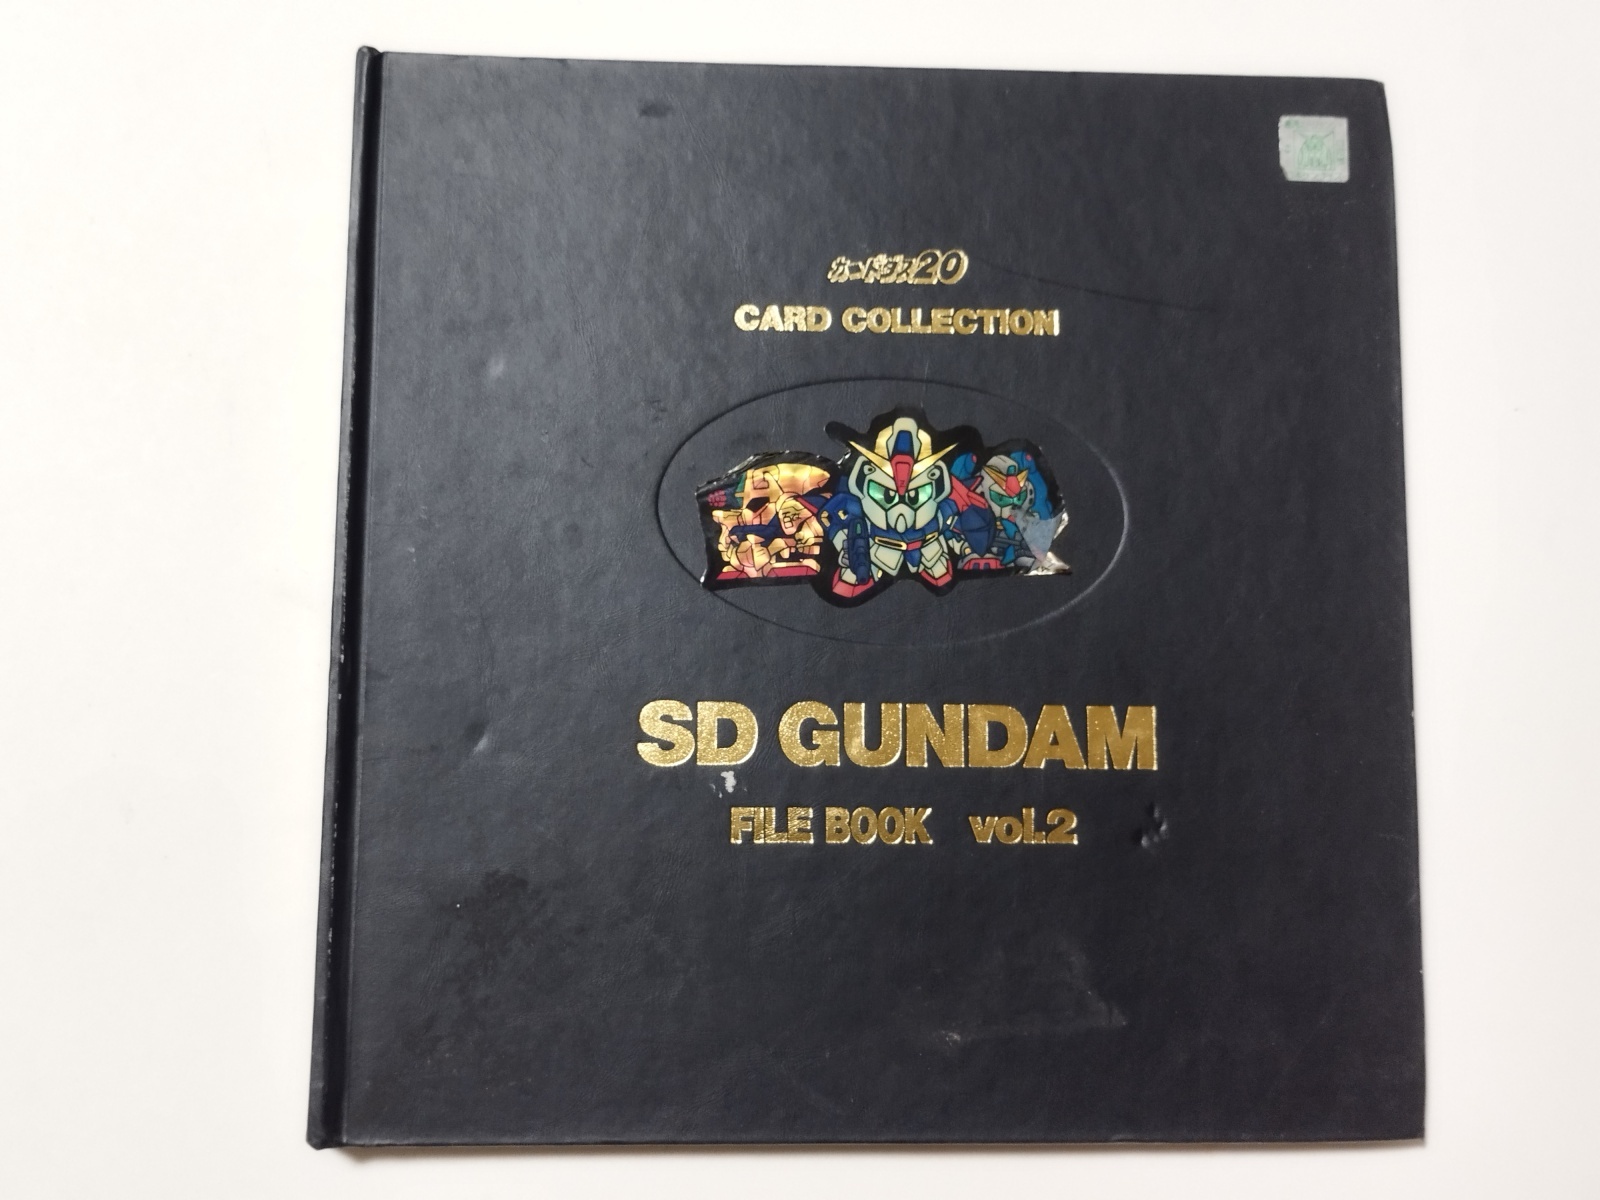 カードダス20
CARD COLLECTION
SD GUNDAM
FILE BOOK vol.2